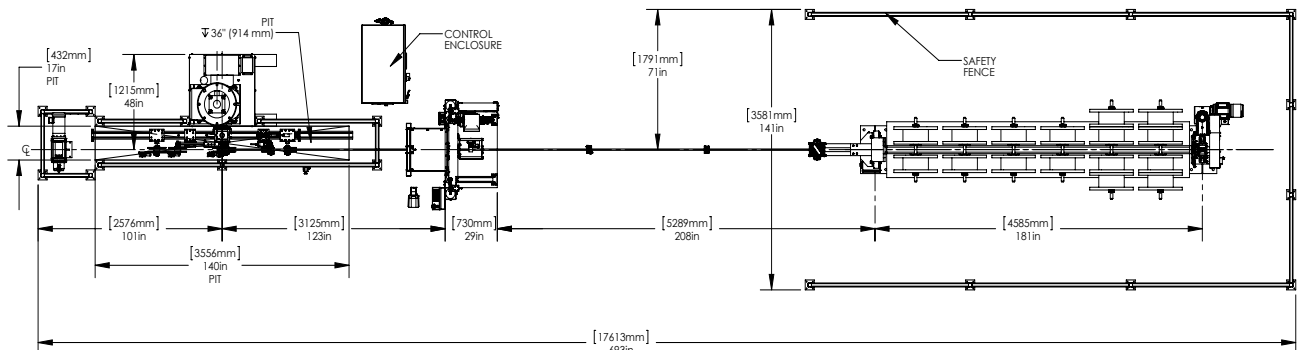 PIT
↧ 36" (914 mm)
CONTROL
ENCLOSURE
[432mm]
17in
PIT
[1215mm]
48in
[1791mm]
71in
SAFETY
FENCE
[3581mm]
141in
℄
[2576mm]
101in
[3125mm]
123in
[730mm]
29in
[5289mm]
208in
[4585mm]
181in
[3556mm]
140in
PIT
[17613mm]
693in